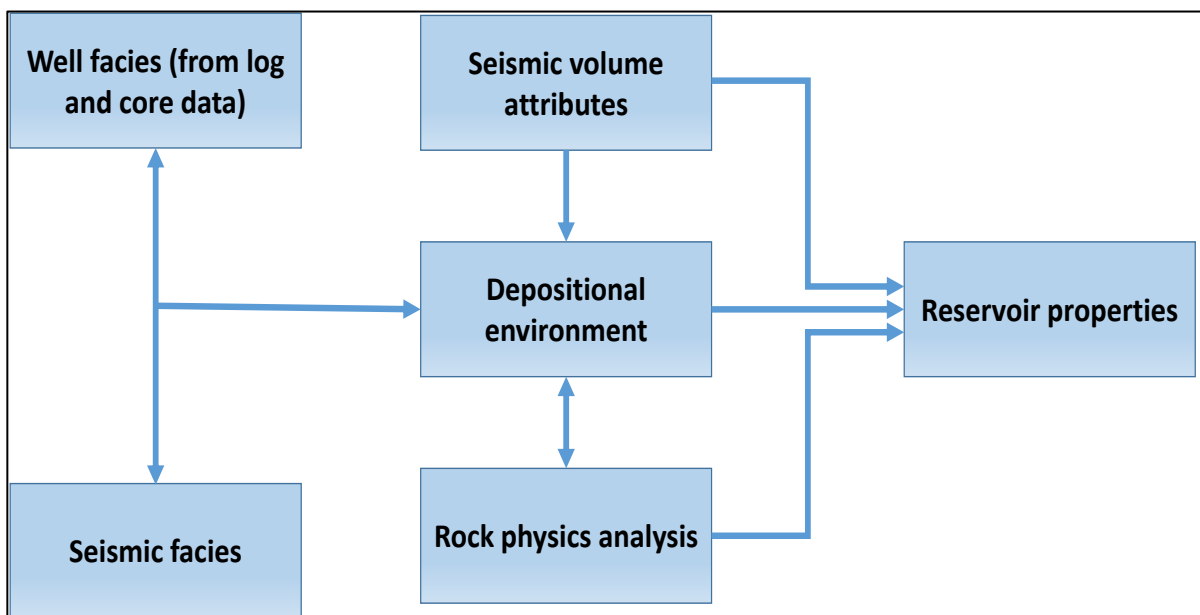 Well facies (from log
and core data)
Seismic volume
attributes
Depositional
environment
Reservoir properties
Seismic facies
Rock physics analysis